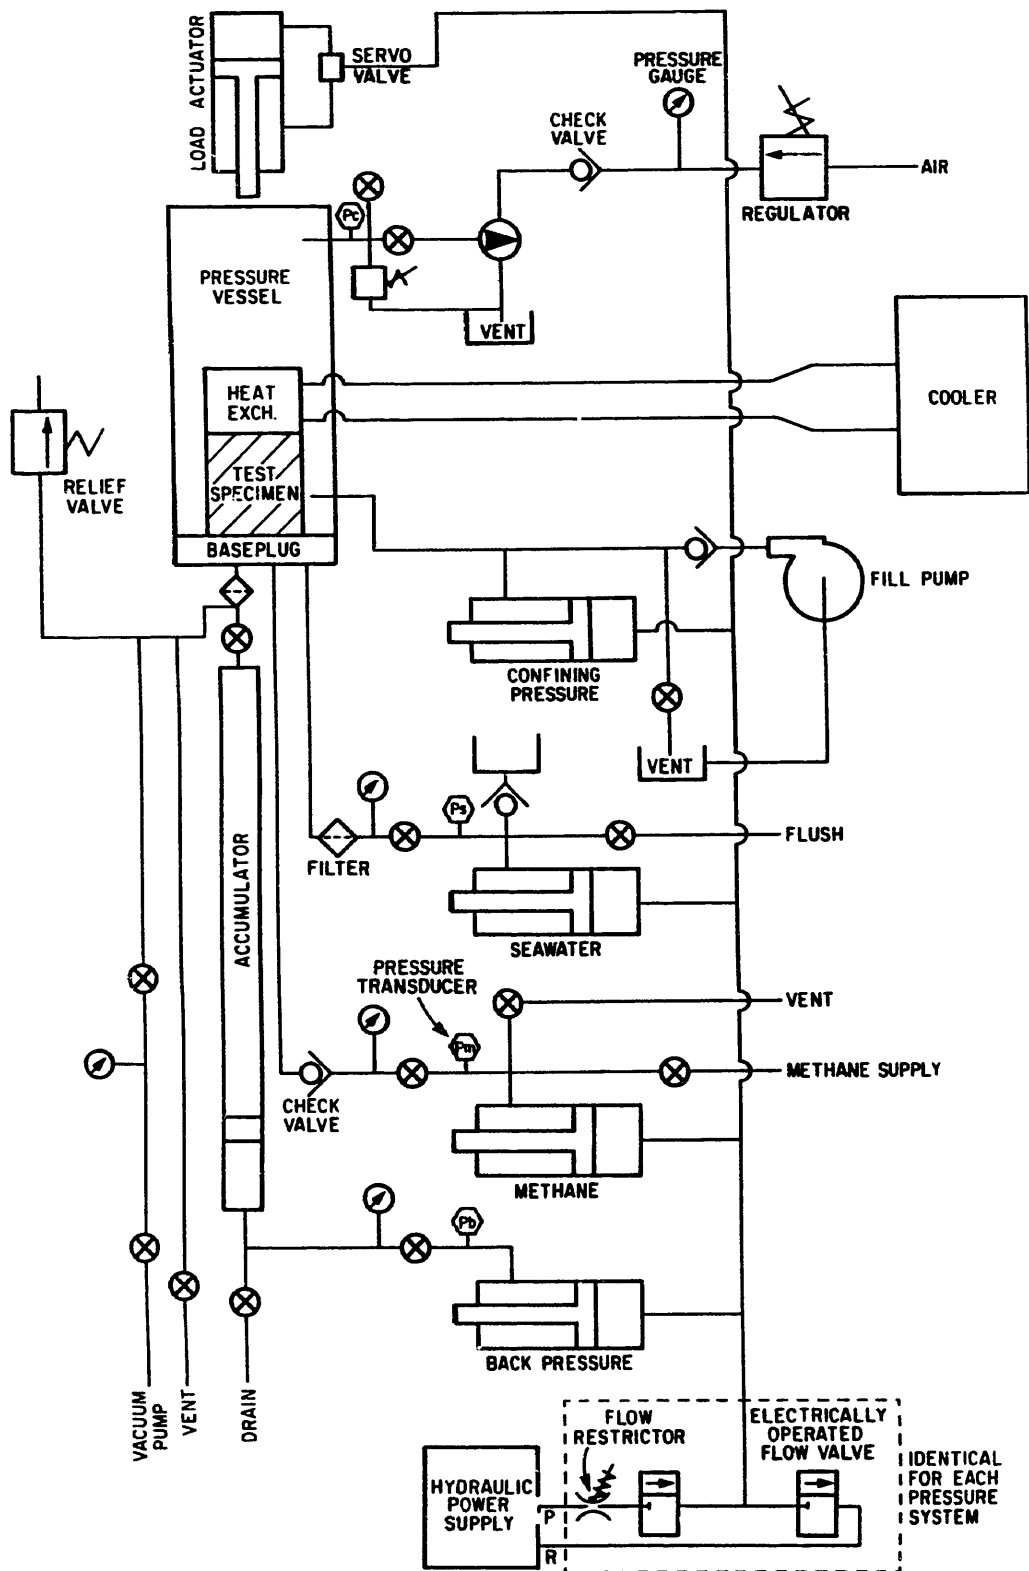 LOAD ACTUATOR
SERVO
VALVE
PRESSURE
GAUGE
CHECK
VALVE
AIR
REGULATOR
Pc
PRESSURE
VESSEL
VENT
HEAT
EXCH.
COOLER
TEST
SPECIMEN
RELIEF
VALVE
BASEPLUG
FILL PUMP
CONFINING
PRESSURE
VENT
Ps
FLUSH
FILTER
ACCUMULATOR
SEAWATER
PRESSURE
TRANSDUCER
VENT
Pm
METHANE SUPPLY
CHECK
VALVE
METHANE
Pb
BACK PRESSURE
VACUUM
PUMP
VENT
DRAIN
FLOW
RESTRICTOR
ELECTRICALLY
OPERATED
FLOW VALVE
HYDRAULIC
POWER
SUPPLY
P
R
IDENTICAL
FOR EACH
PRESSURE
SYSTEM